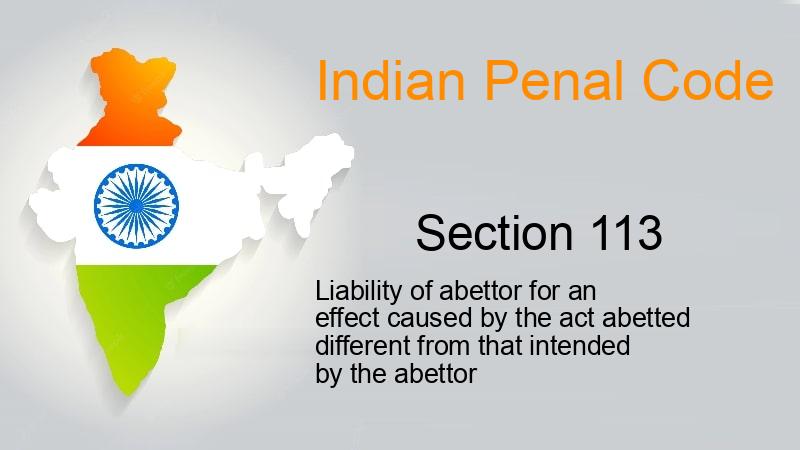 Indian Penal Code
Section 113
Liability of abettor for an
effect caused by the act abetted
different from that intended
by the abettor